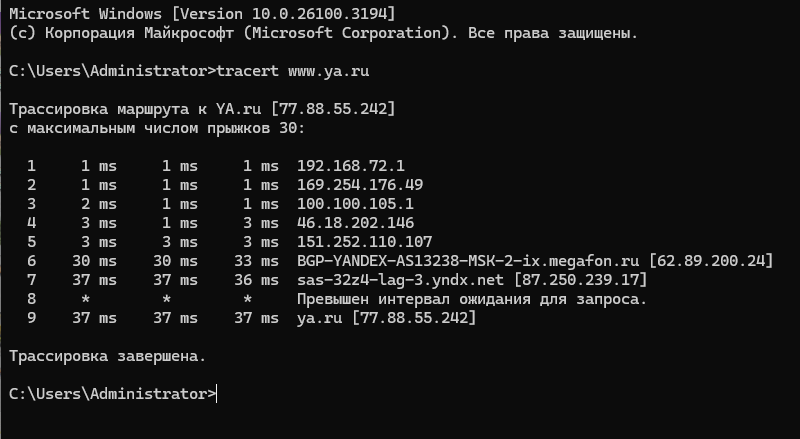 Microsoft Windows [Version 10.0.26100.3194]
(c) Корпорация Майкрософт (Microsoft Corporation). Все права защищены.
C:\Users\Administrator>tracert www.ya.ru
Трассировка маршрута к YA.ru [77.88.55.242]
с максимальным числом прыжков 30:
1 1 ms 1 ms 1 ms 192.168.72.1
2 1 ms 1 ms 1 ms 169.254.176.49
3 2 ms 1 ms 1 ms 100.100.105.1
4 3 ms 1 ms 3 ms 46.18.202.146
5 3 ms 3 ms 3 ms 151.252.110.107
6 30 ms 30 ms 33 ms BGP-YANDEX-AS13238-MSK-2-ix.megafon.ru [62.89.200.24]
7 37 ms 37 ms 36 ms sas-32z4-lag-3.yndx.net [87.250.239.17]
8 * * * Превышен интервал ожидания для запроса.
9 37 ms 37 ms 37 ms ya.ru [77.88.55.242]
Трассировка завершена.
C:\Users\Administrator>